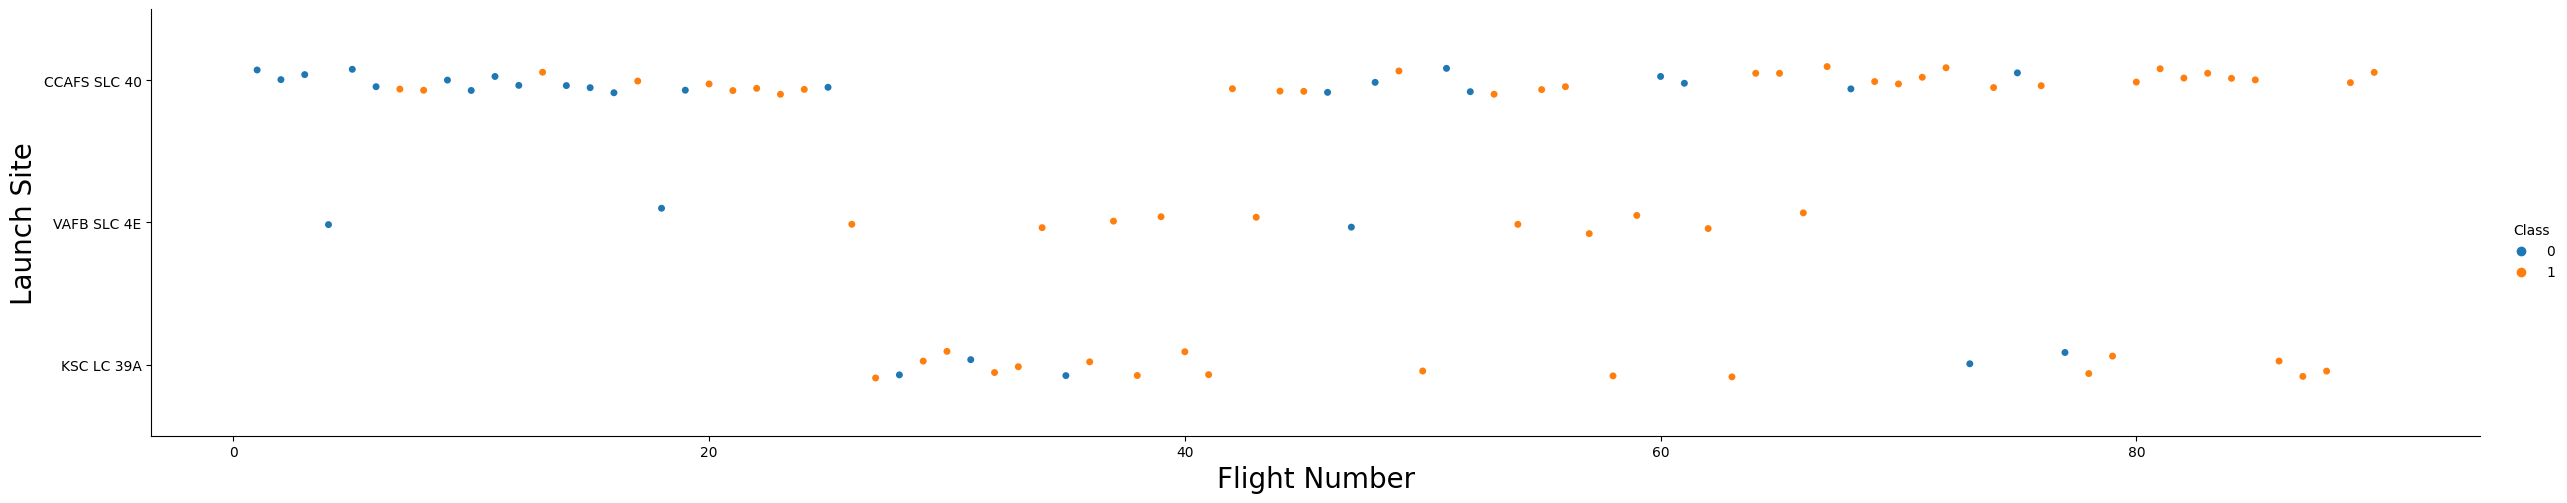 Launch Site
CCAFS SLC 40
VAFB SLC 4E
KSC LC 39A
0
20
40
60
80
Flight Number
Class
0
1